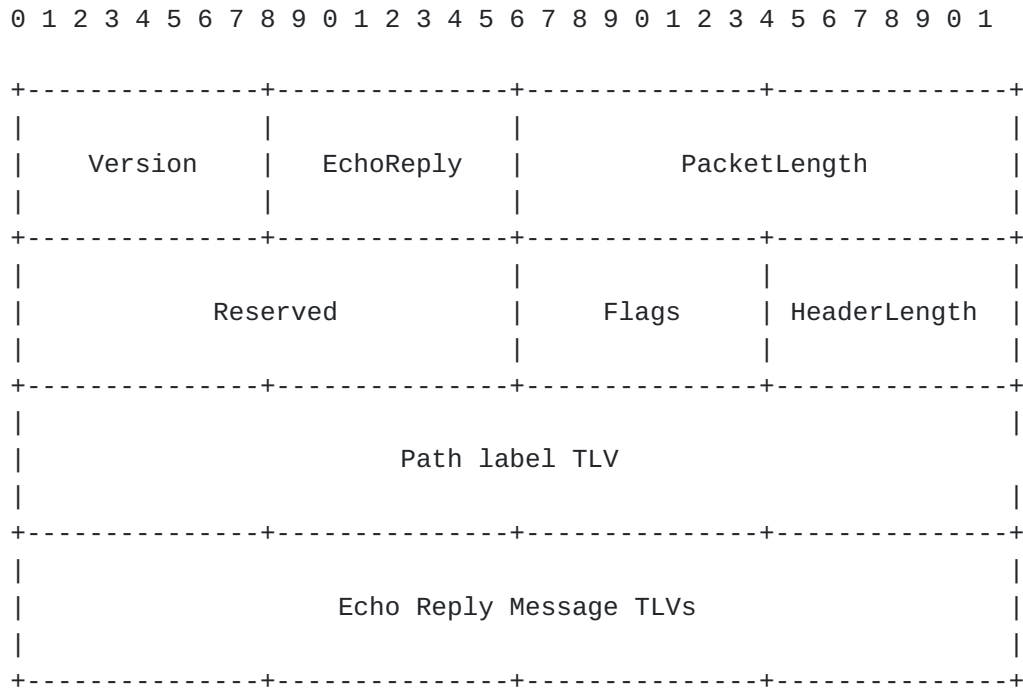 0 1 2 3 4 5 6 7 8 9 0 1 2 3 4 5 6 7 8 9 0 1 2 3 4 5 6 7 8 9 0 1
+---------------+---------------+---------------+---------------+
|               |               |                               |
|    Version    |   EchoReply   |          PacketLength         |
|               |               |                               |
+---------------+---------------+---------------+---------------+
|                               |               |               |
|            Reserved           |     Flags     | HeaderLength  |
|                               |               |               |
+---------------+---------------+---------------+---------------+
|                                                               |
|                        Path label TLV
|                                                               |
+---------------+---------------+---------------+---------------+
|                                                               |
|                    Echo Reply Message TLVs                    |
|                                                               |
+---------------+---------------+---------------+---------------+